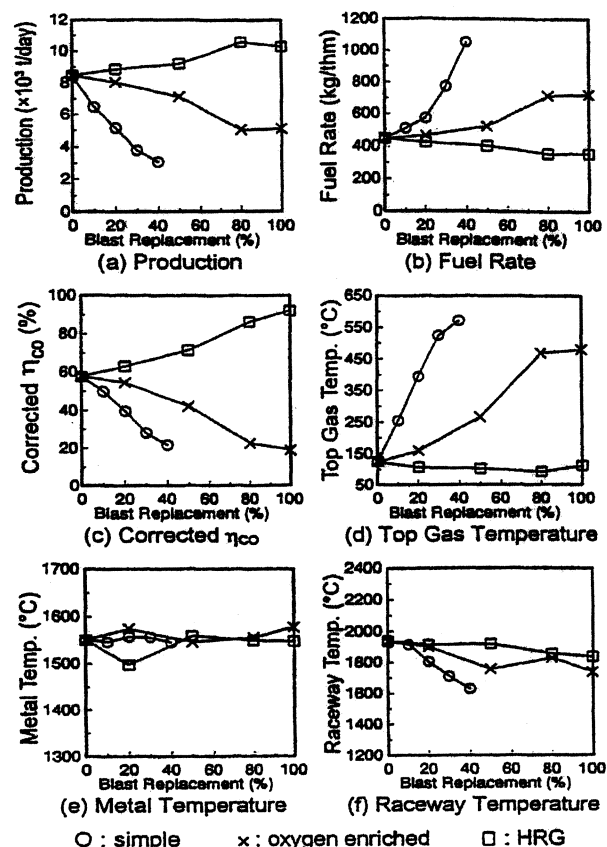 12
10
8
6
4
2
0
Production (×10³ t/day)
0 20 40 60 80 100
Blast Replacement (%)
(a) Production
1200
1000
800
600
400
200
0
Fuel Rate (kg/thm)
0 20 40 60 80 100
Blast Replacement (%)
(b) Fuel Rate
100
80
60
40
20
0
Corrected ηCO (%)
0 20 40 60 80 100
Blast Replacement (%)
(c) Corrected ηCO
650
550
450
350
250
150
50
Top Gas Temp. (°C)
0 20 40 60 80 100
Blast Replacement (%)
(d) Top Gas Temperature
1700
1600
1500
1400
1300
Metal Temp. (°C)
0 20 40 60 80 100
Blast Replacement (%)
(e) Metal Temperature
2400
2200
2000
1800
1600
1400
1200
Raceway Temp. (°C)
0 20 40 60 80 100
Blast Replacement (%)
(f) Raceway Temperature
O : simple × : oxygen enriched □ : HRG